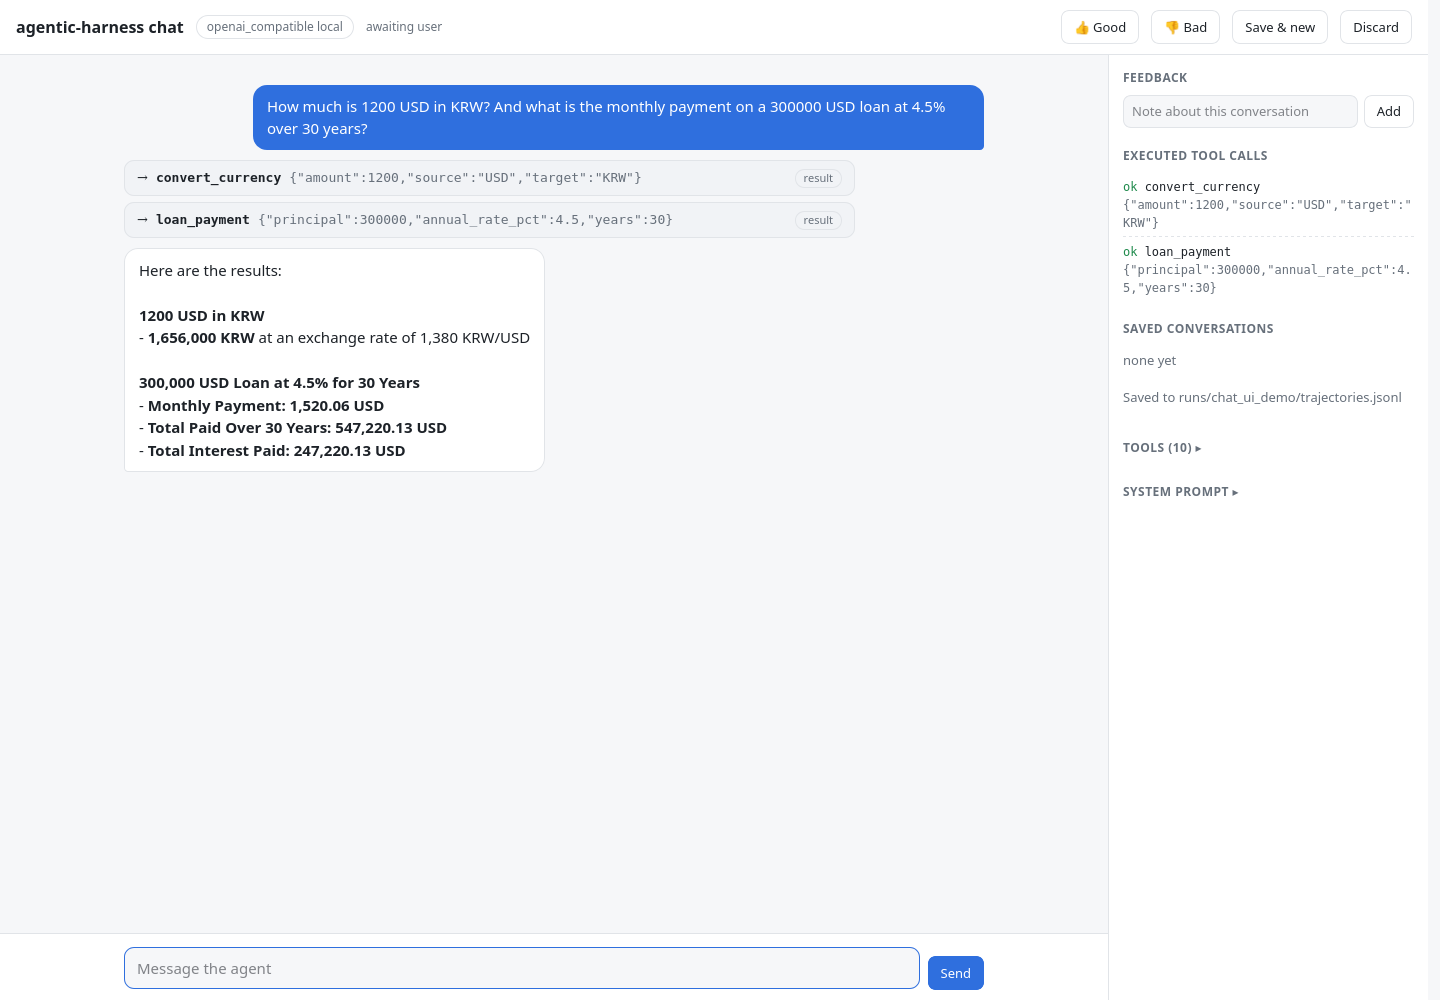 agentic-harness chat
openai_compatible local
awaiting user
👍 Good
👎 Bad
Save & new
Discard
How much is 1200 USD in KRW? And what is the monthly payment on a 300000 USD loan at 4.5%
over 30 years?
→ convert_currency {"amount":1200,"source":"USD","target":"KRW"}
result
→ loan_payment {"principal":300000,"annual_rate_pct":4.5,"years":30}
result
Here are the results:
1200 USD in KRW
- 1,656,000 KRW at an exchange rate of 1,380 KRW/USD
300,000 USD Loan at 4.5% for 30 Years
- Monthly Payment: 1,520.06 USD
- Total Paid Over 30 Years: 547,220.13 USD
- Total Interest Paid: 247,220.13 USD
Message the agent
Send
FEEDBACK
Note about this conversation
Add
EXECUTED TOOL CALLS
ok convert_currency
{"amount":1200,"source":"USD","target":"
KRW"}
ok loan_payment
{"principal":300000,"annual_rate_pct":4.
5,"years":30}
SAVED CONVERSATIONS
none yet
Saved to runs/chat_ui_demo/trajectories.jsonl
TOOLS (10) ▸
SYSTEM PROMPT ▸